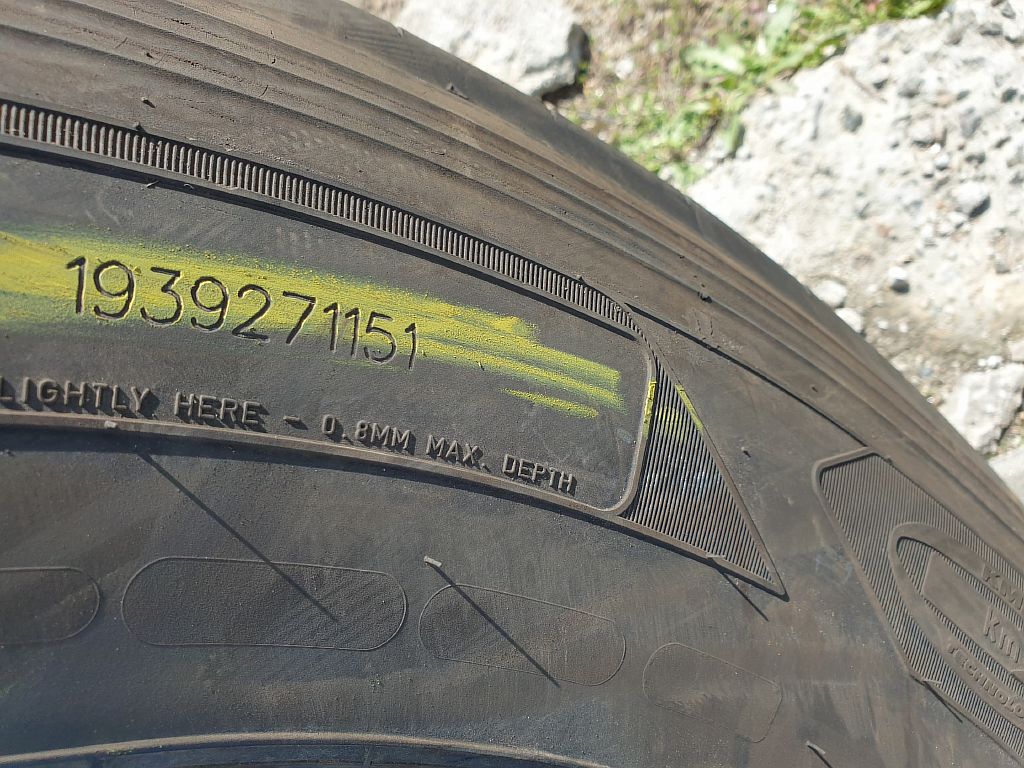 1939271151
LIGHTLY HERE - 0.8MM MAX. DEPTH